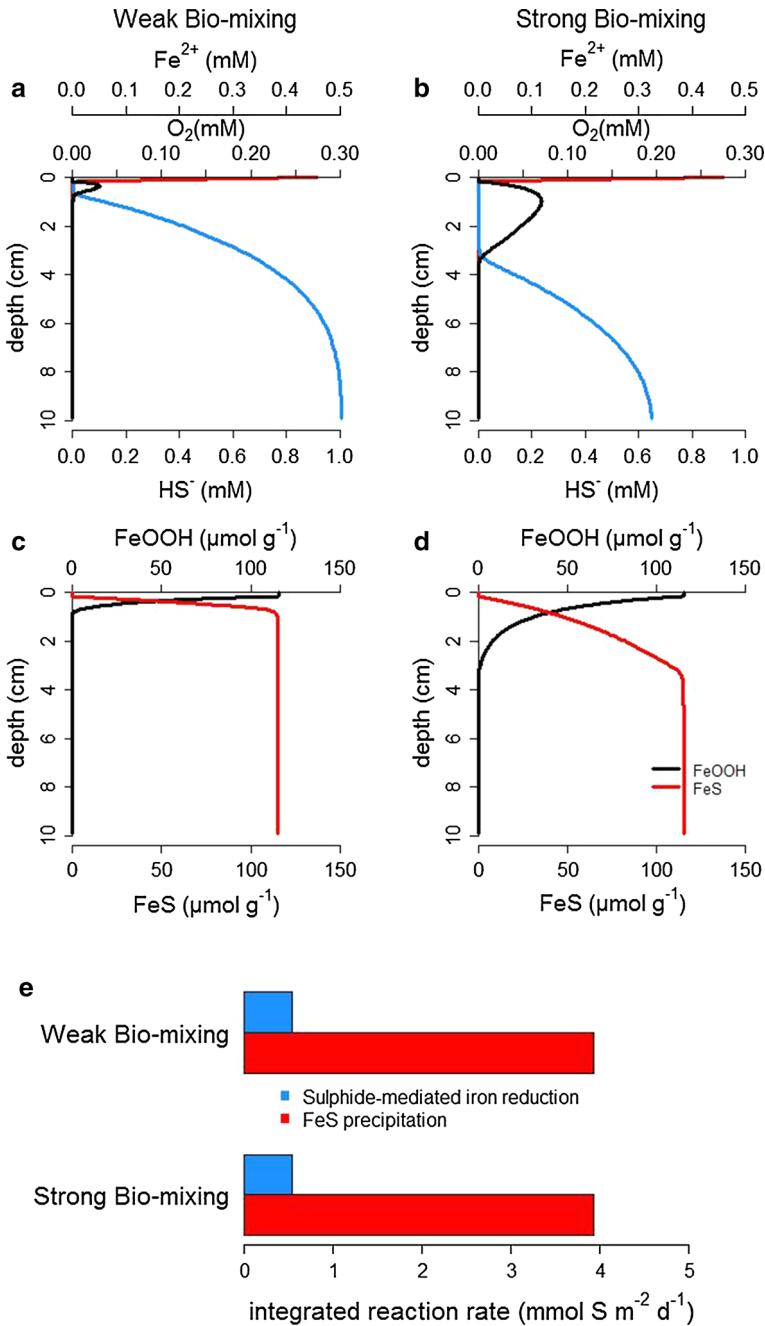 Weak Bio-mixing Strong Bio-mixing
Fe²⁺ (mM) Fe²⁺ (mM)
a b
0.0 0.1 0.2 0.3 0.4 0.5 0.0 0.1 0.2 0.3 0.4 0.5
O₂(mM) O₂(mM)
0.00 0.10 0.20 0.30 0.00 0.10 0.20 0.30
0 2 4 6 8 10
depth (cm)
0 2 4 6 8 10
depth (cm)
0.0 0.2 0.4 0.6 0.8 1.0 0.0 0.2 0.4 0.6 0.8 1.0
HS⁻ (mM) HS⁻ (mM)
c d
FeOOH (µmol g⁻¹) FeOOH (µmol g⁻¹)
0 50 100 150 0 50 100 150
0 2 4 6 8 10
depth (cm)
0 2 4 6 8 10
depth (cm)
FeOOH
FeS
0 50 100 150 0 50 100 150
FeS (µmol g⁻¹) FeS (µmol g⁻¹)
e
Weak Bio-mixing
Sulphide-mediated iron reduction
FeS precipitation
Strong Bio-mixing
0 1 2 3 4 5
integrated reaction rate (mmol S m⁻² d⁻¹)